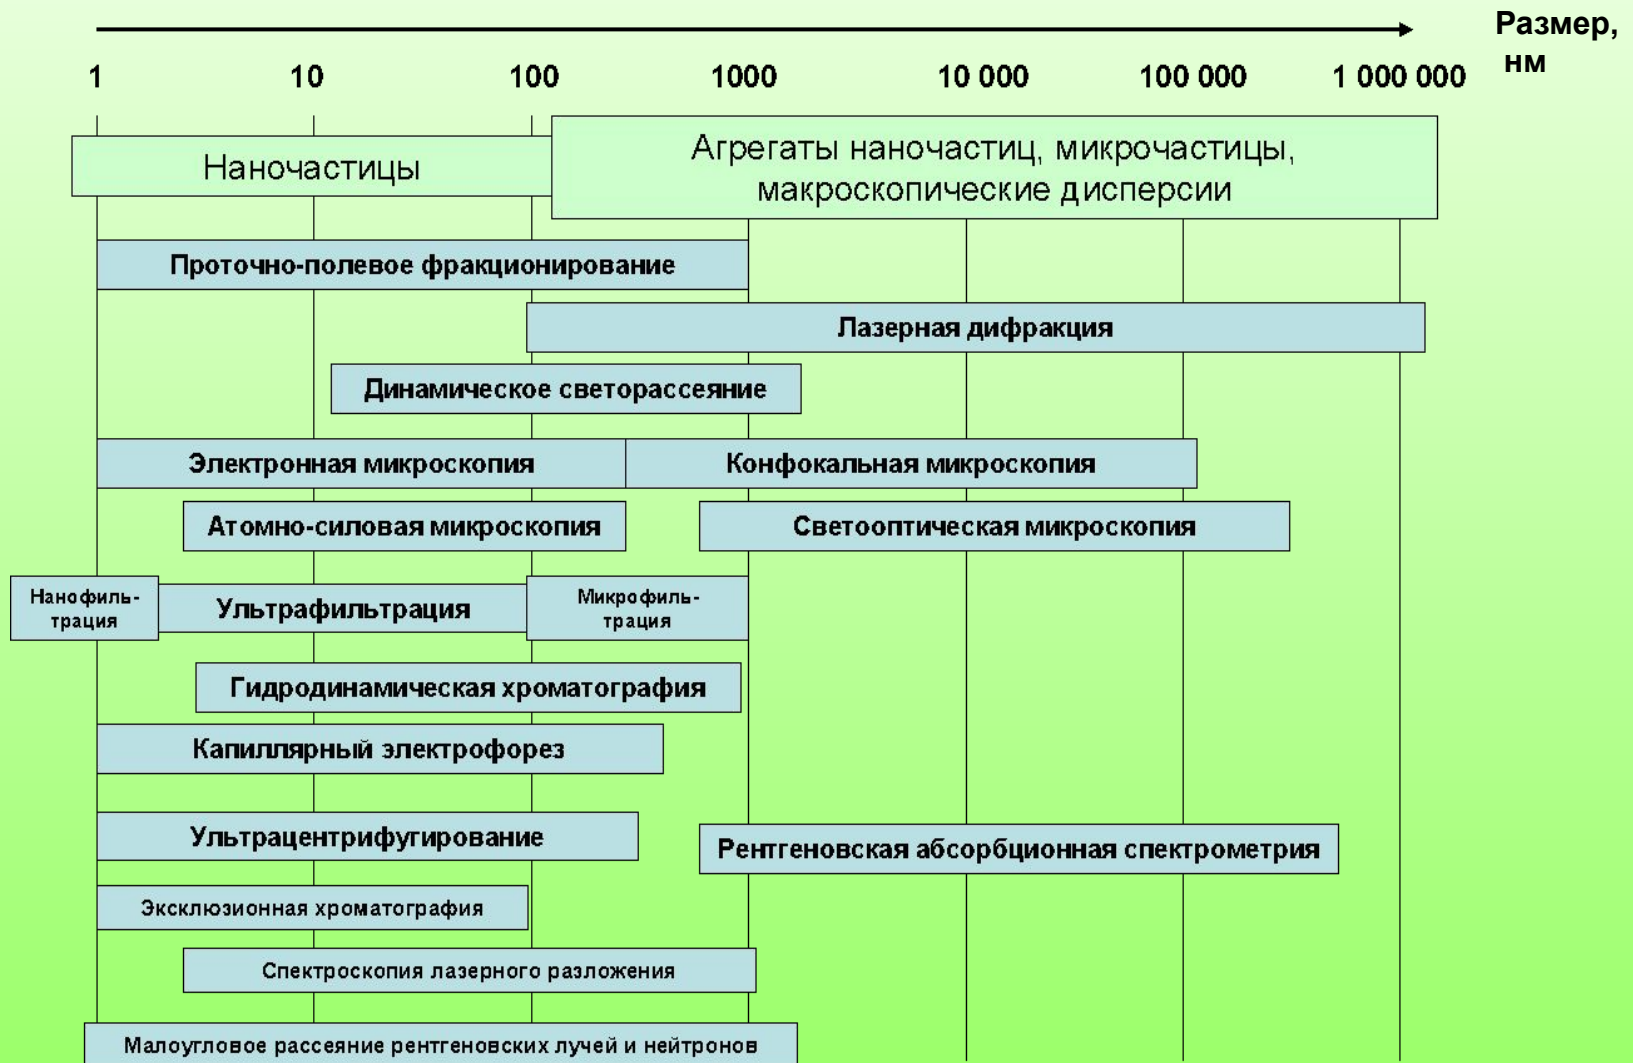 Размер,
нм
1 10 100 1000 10 000 100 000 1 000 000
Наночастицы
Агрегаты наночастиц, микрочастицы,
макроскопические дисперсии
Проточно-полевое фракционирование
Лазерная дифракция
Динамическое светорассеяние
Электронная микроскопия
Конфокальная микроскопия
Атомно-силовая микроскопия
Светооптическая микроскопия
Нанофиль-
трация
Ультрафильтрация
Микрофиль-
трация
Гидродинамическая хроматография
Капиллярный электрофорез
Ультрацентрифугирование
Рентгеновская абсорбционная спектрометрия
Эксклюзионная хроматография
Спектроскопия лазерного разложения
Малоугловое рассеяние рентгеновских лучей и нейтронов